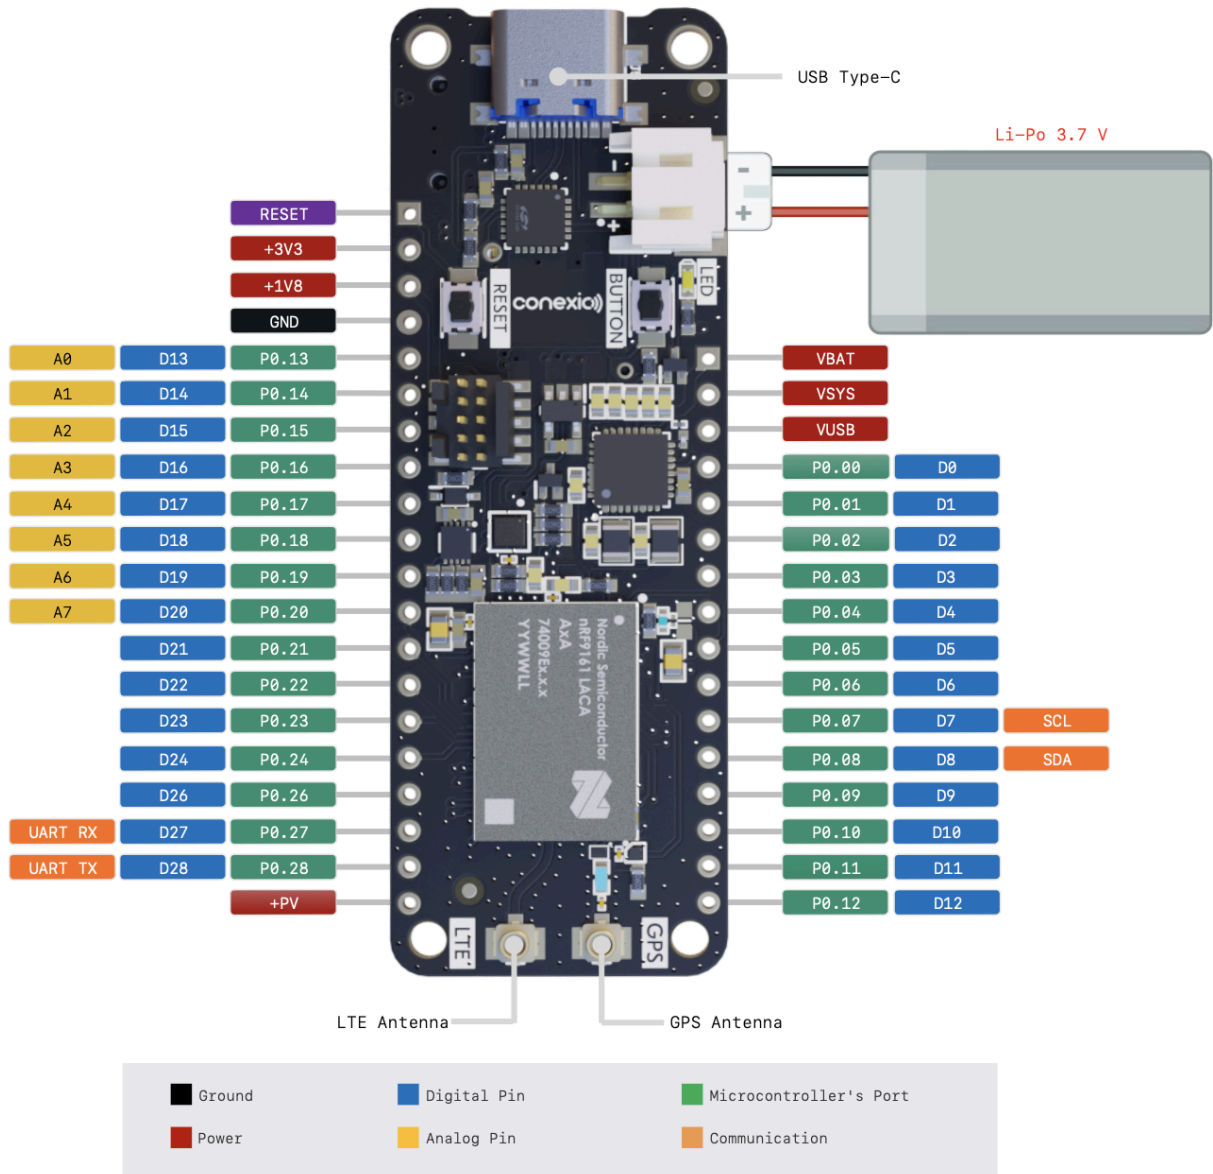 USB Type-C
Li-Po 3.7 V
-
+
-
+
RESET
+3V3
+1V8
GND
RESET
conexio
BUTTON
LED
A0 D13 P0.13
VBAT
A1 D14 P0.14
VSYS
A2 D15 P0.15
VUSB
A3 D16 P0.16
P0.00 D0
A4 D17 P0.17
P0.01 D1
A5 D18 P0.18
P0.02 D2
A6 D19 P0.19
P0.03 D3
A7 D20 P0.20
P0.04 D4
D21 P0.21
P0.05 D5
D22 P0.22
P0.06 D6
D23 P0.23
P0.07 D7 SCL
D24 P0.24
P0.08 D8 SDA
D26 P0.26
P0.09 D9
UART RX D27 P0.27
P0.10 D10
UART TX D28 P0.28
P0.11 D11
+PV
P0.12 D12
Nordic Semiconductor
nRF9161 LACA
AxA
74009Ex.x.x
YYWWLL
N
LTE
GPS
LTE Antenna
GPS Antenna
Ground
Digital Pin
Microcontroller's Port
Power
Analog Pin
Communication